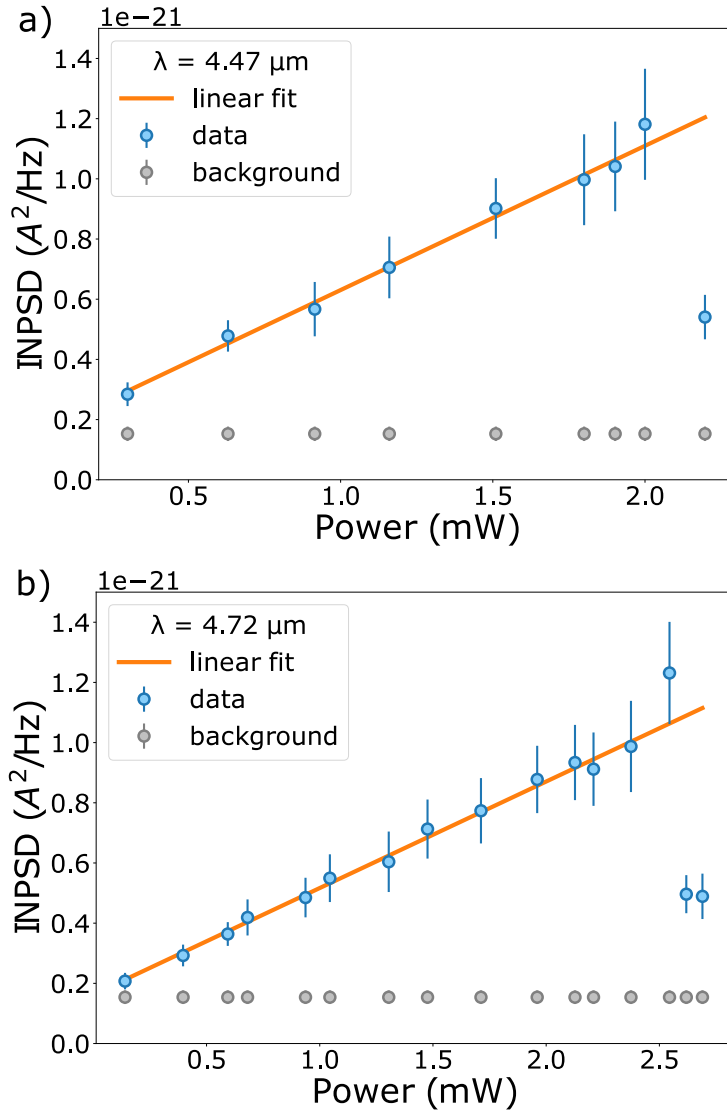 a)
1e−21
λ = 4.47 μm
linear fit
data
background
INPSD (A²/Hz)
1.4
1.2
1.0
0.8
0.6
0.4
0.2
0.0
0.5 1.0 1.5 2.0
Power (mW)
b)
1e−21
λ = 4.72 μm
linear fit
data
background
INPSD (A²/Hz)
1.4
1.2
1.0
0.8
0.6
0.4
0.2
0.0
0.5 1.0 1.5 2.0 2.5
Power (mW)